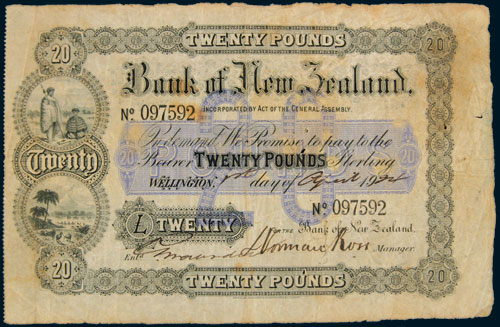 TWENTY POUNDS
20 20
Bank of New Zealand.
No 097592 INCORPORATED BY ACT OF THE GENERAL ASSEMBLY.
On demand We Promise to pay to the
20 Bearer TWENTY POUNDS Sterling 20
Twenty
WELLINGTON, day of April 19
No 097592
£ TWENTY FOR THE Bank of New Zealand.
Entd Manager
20 20
TWENTY POUNDS